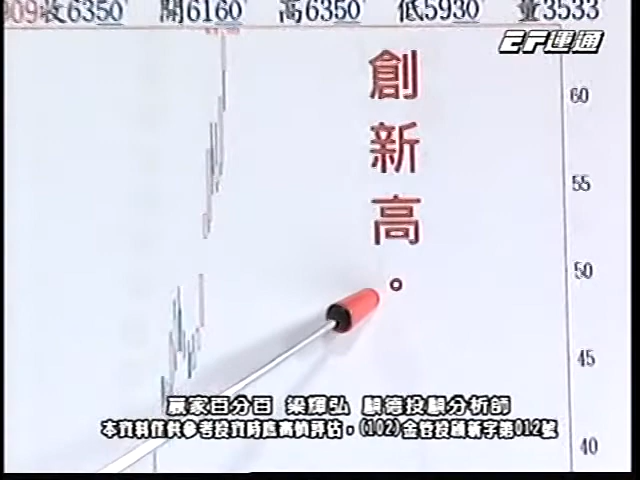 909收6350 開6160 高6350 低5930 量3533
EF運通
創新高。
60
55
50
45
40
贏家百分百 梁輝弘 顧德投顧分析師
本資料僅供參考投資時應審慎評估，(102)金管投顧新字第012號